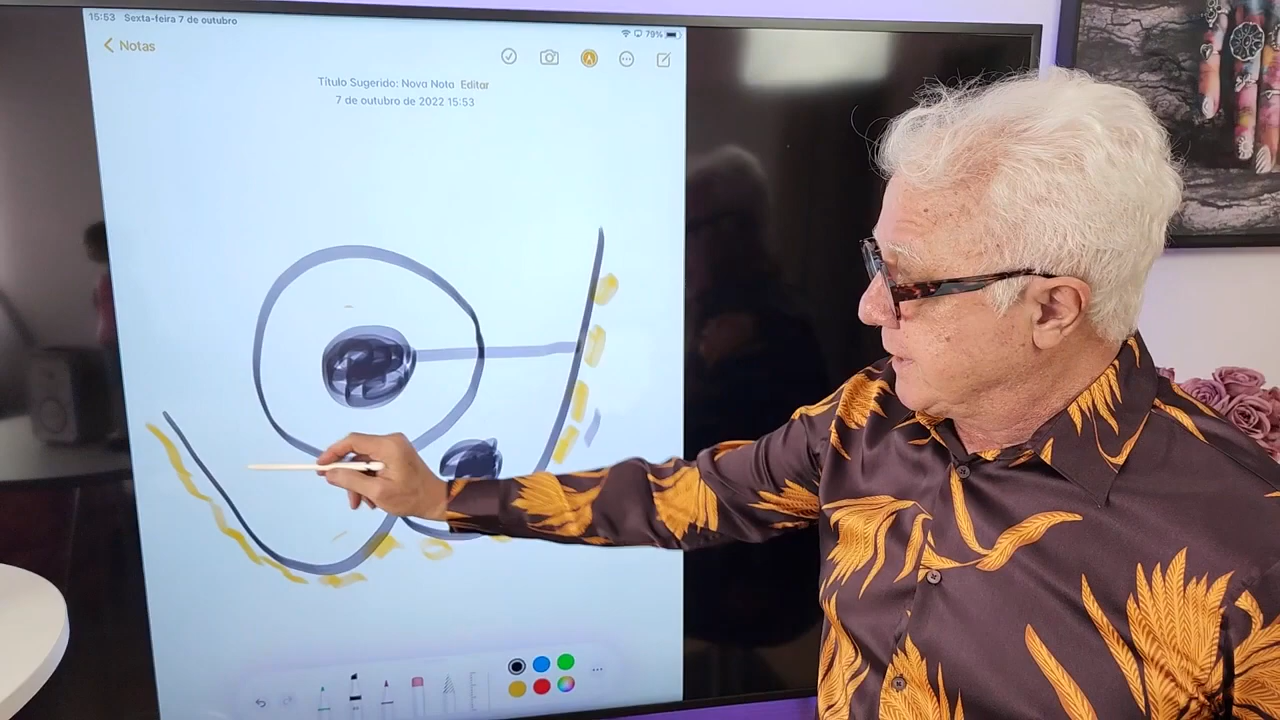 15:53 Sexta-feira 7 de outubro
79%
Notas
Título Sugerido: Nova Nota Editar
7 de outubro de 2022 15:53